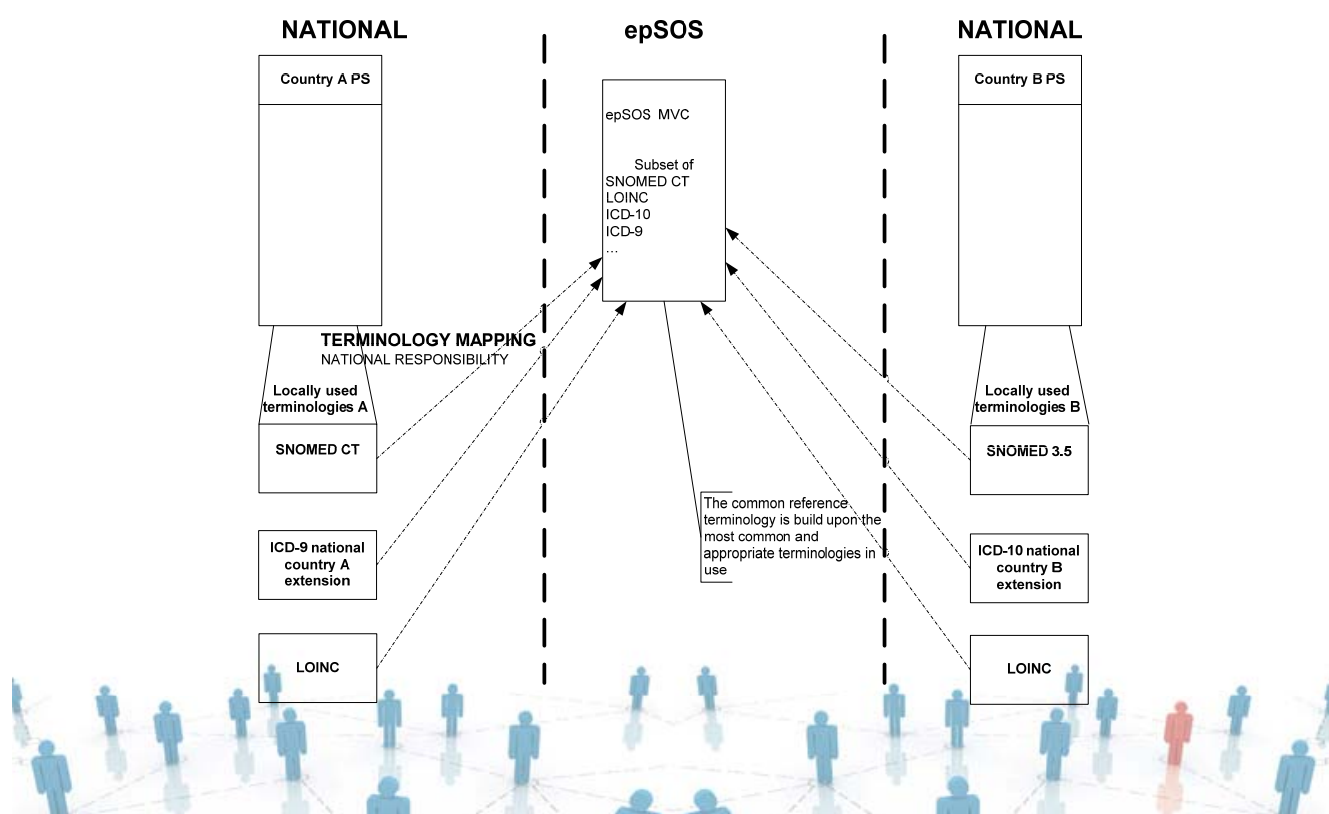 NATIONAL
epSOS
NATIONAL
Country A PS
epSOS MVC
Subset of
SNOMED CT
LOINC
ICD-10
ICD-9
...
Country B PS
TERMINOLOGY MAPPING
NATIONAL RESPONSIBILITY
Locally used
terminologies A
SNOMED CT
ICD-9 national
country A
extension
LOINC
The common reference
terminology is build upon the
most common and
appropriate terminologies in
use
Locally used
terminologies B
SNOMED 3.5
ICD-10 national
country B
extension
LOINC